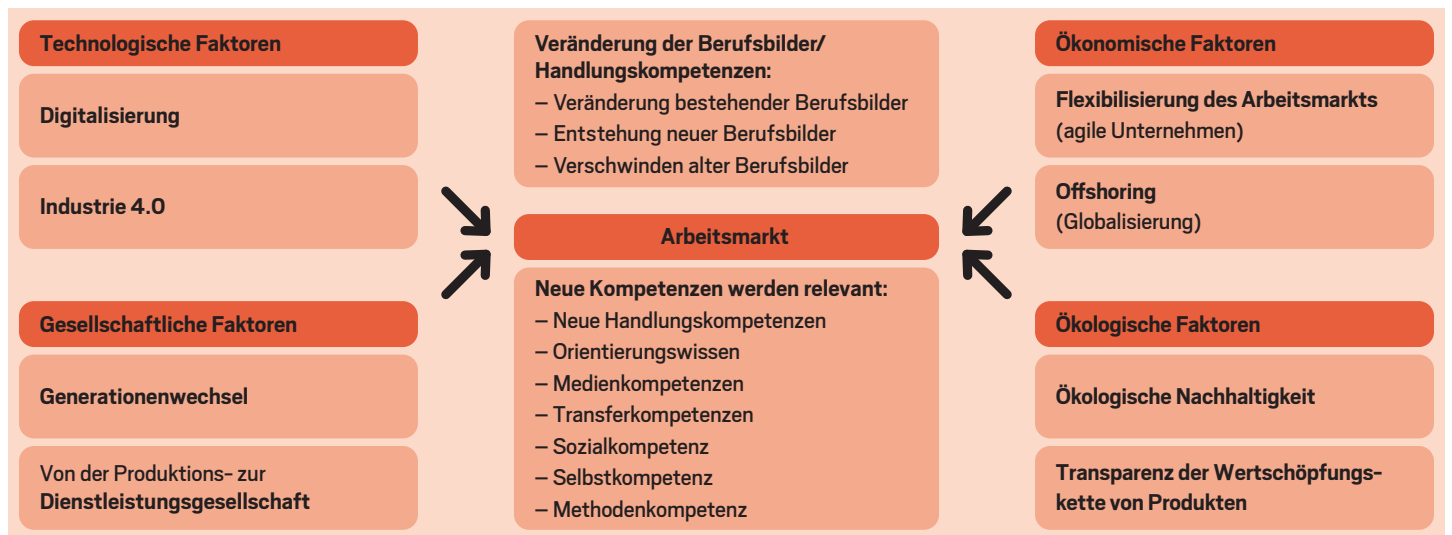 Technologische Faktoren
Digitalisierung
Industrie 4.0
Gesellschaftliche Faktoren
Generationenwechsel
Von der Produktions- zur
Dienstleistungsgesellschaft
Veränderung der Berufsbilder/
Handlungskompetenzen:
– Veränderung bestehender Berufsbilder
– Entstehung neuer Berufsbilder
– Verschwinden alter Berufsbilder
Arbeitsmarkt
Neue Kompetenzen werden relevant:
– Neue Handlungskompetenzen
– Orientierungswissen
– Medienkompetenzen
– Transferkompetenzen
– Sozialkompetenz
– Selbstkompetenz
– Methodenkompetenz
Ökonomische Faktoren
Flexibilisierung des Arbeitsmarkts
(agile Unternehmen)
Offshoring
(Globalisierung)
Ökologische Faktoren
Ökologische Nachhaltigkeit
Transparenz der Wertschöpfungs-
kette von Produkten